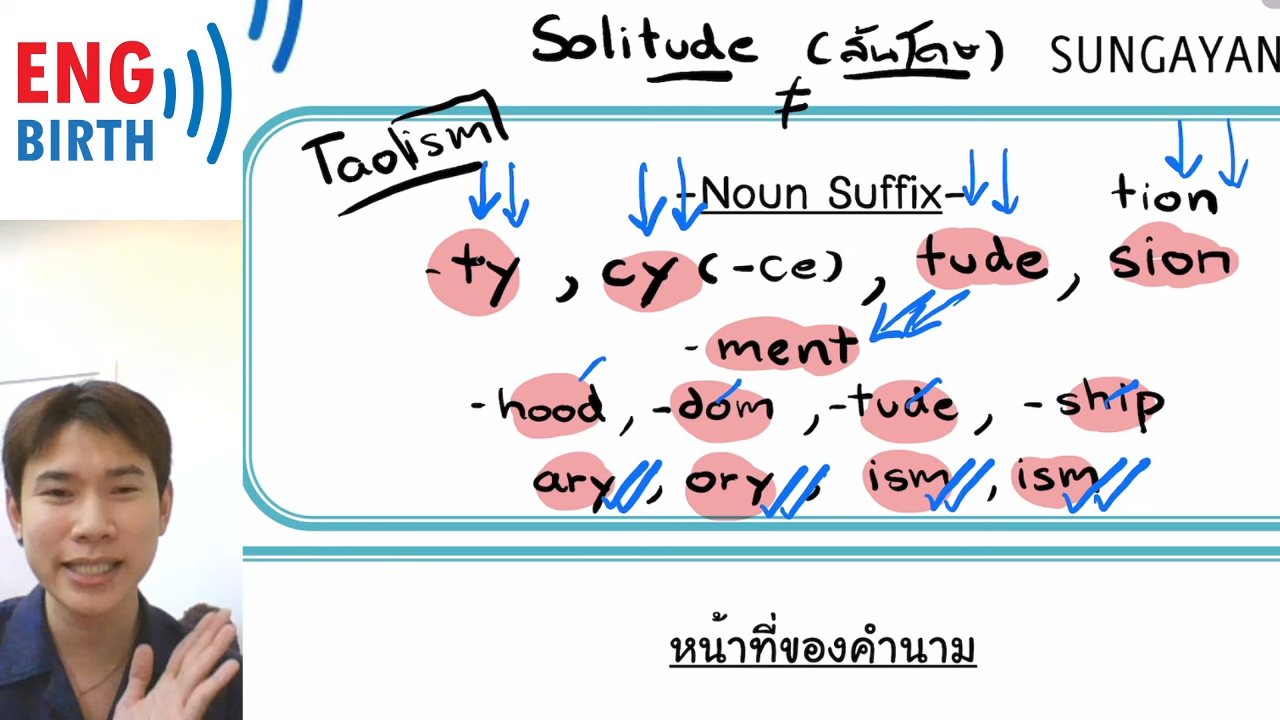 ENG
BIRTH
Solitude (สันโดษ) SUNGAYAN
≠
Taoism
-Noun Suffix-
tion
-ty, cy (-ce), tude, sion
-ment
-hood, -dom, -tude, -ship
ary, ory, ism, ism
หน้าที่ของคำนาม